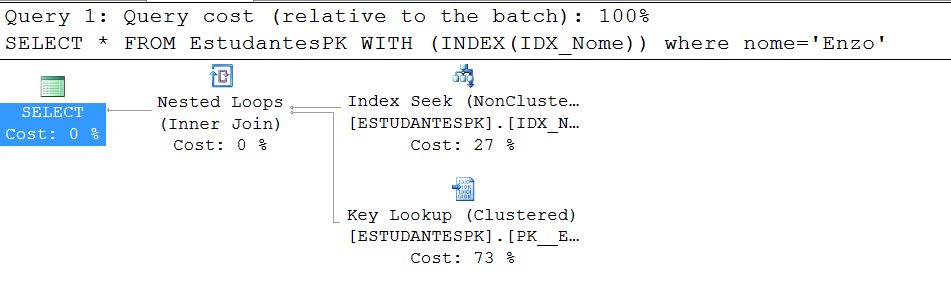 Query 1: Query cost (relative to the batch): 100%
SELECT * FROM EstudantesPK WITH (INDEX(IDX_Nome)) where nome='Enzo'
SELECT
Cost: 0 %
Nested Loops
(Inner Join)
Cost: 0 %
Index Seek (NonCluste…
[ESTUDANTESPK].[IDX_N…
Cost: 27 %
Key Lookup (Clustered)
[ESTUDANTESPK].[PK__E…
Cost: 73 %